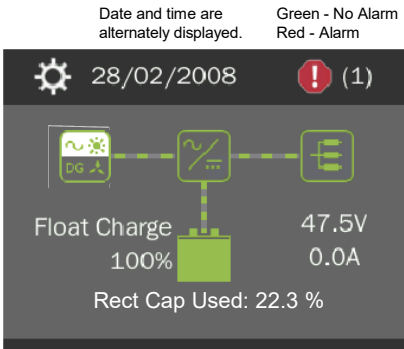 Date and time are
alternately displayed.
Green - No Alarm
Red - Alarm
28/02/2008 ! (1)
DG
Float Charge 47.5V
100% 0.0A
Rect Cap Used: 22.3 %